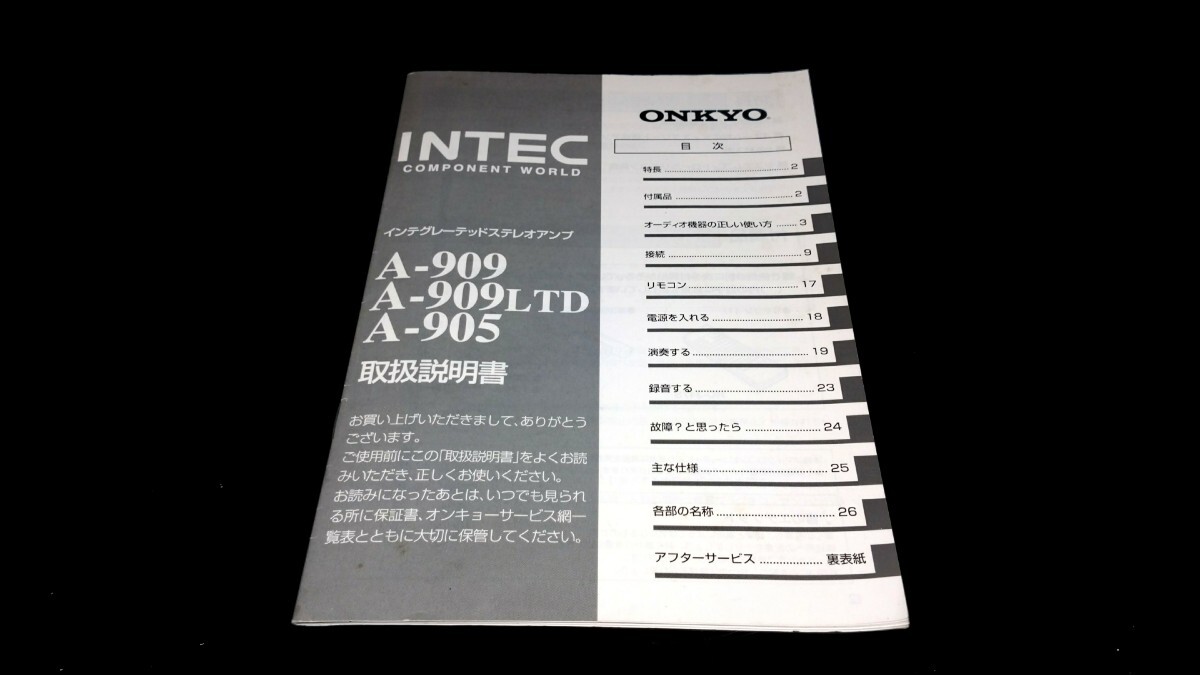 INTEC
COMPONENT WORLD
インテグレーテッドステレオアンプ
A-909
A-909LTD
A-905
取扱説明書
お買い上げいただきまして、ありがとう
ございます。
ご使用前にこの「取扱説明書」をよくお読
みいただき、正しくお使いください。
お読みになったあとは、いつでも見られ
る所に保証書、オンキヨーサービス網一
覧表とともに大切に保管してください。
ONKYO
目 次
特長 ........ 2
付属品 ........ 2
オーディオ機器の正しい使い方 ........ 3
接続 ........ 9
リモコン ........ 17
電源を入れる ........ 18
演奏する ........ 19
録音する ........ 23
故障?と思ったら ........ 24
主な仕様 ........ 25
各部の名称 ........ 26
アフターサービス ........ 裏表紙